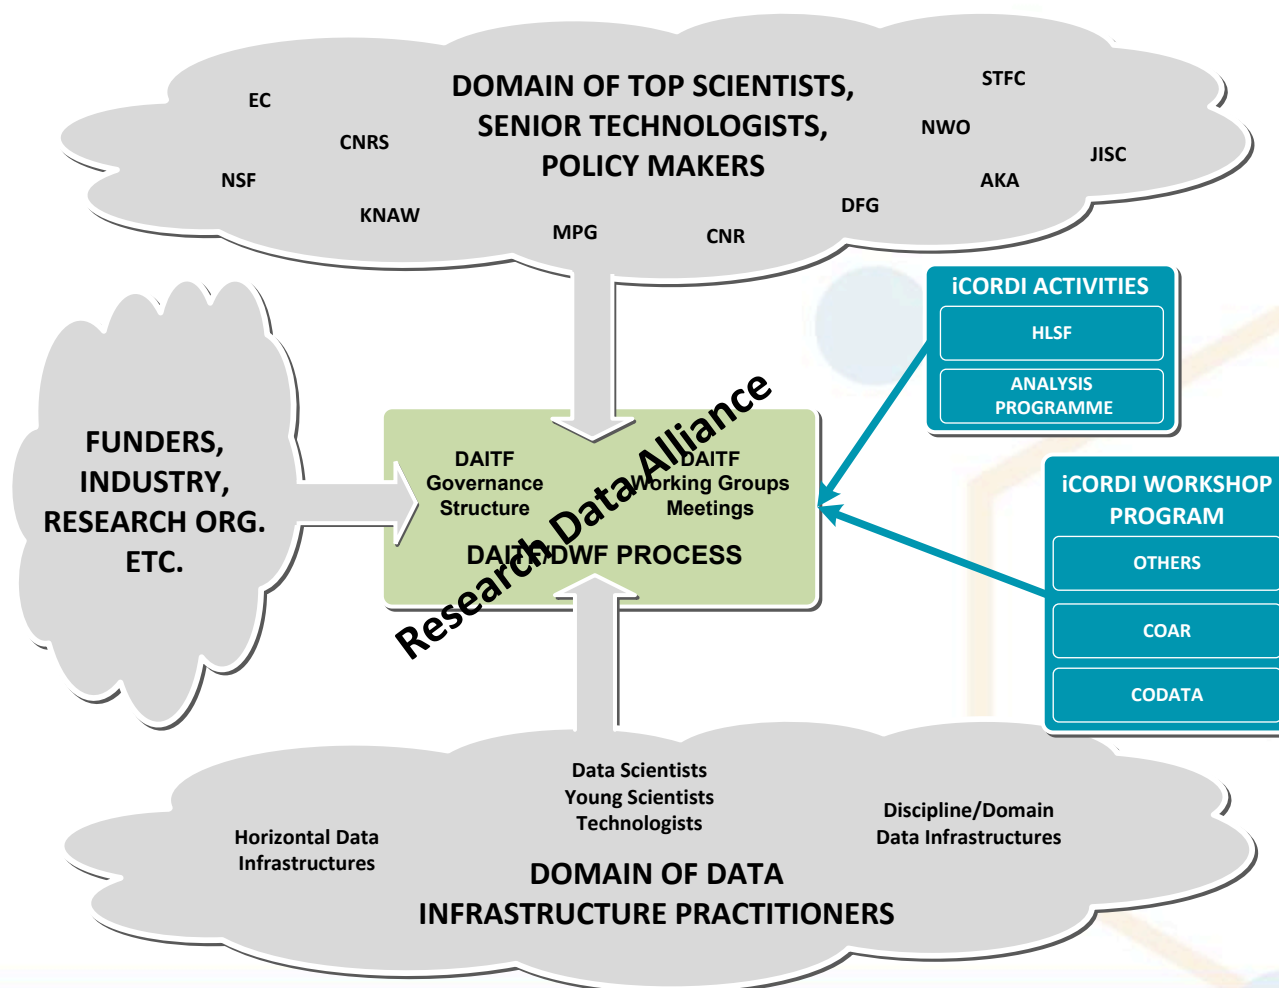 DOMAIN OF TOP SCIENTISTS,
SENIOR TECHNOLOGISTS,
POLICY MAKERS
EC
CNRS
NSF
KNAW
MPG
CNR
DFG
NWO
STFC
AKA
JISC
iCORDI ACTIVITIES
HLSF
ANALYSIS
PROGRAMME
FUNDERS,
INDUSTRY,
RESEARCH ORG.
ETC.
DAITF
Governance
Structure
DAITF
Working Groups
Meetings
DAITF/DWF PROCESS
Research Data Alliance
iCORDI WORKSHOP
PROGRAM
OTHERS
COAR
CODATA
Data Scientists
Young Scientists
Technologists
Horizontal Data
Infrastructures
Discipline/Domain
Data Infrastructures
DOMAIN OF DATA
INFRASTRUCTURE PRACTITIONERS